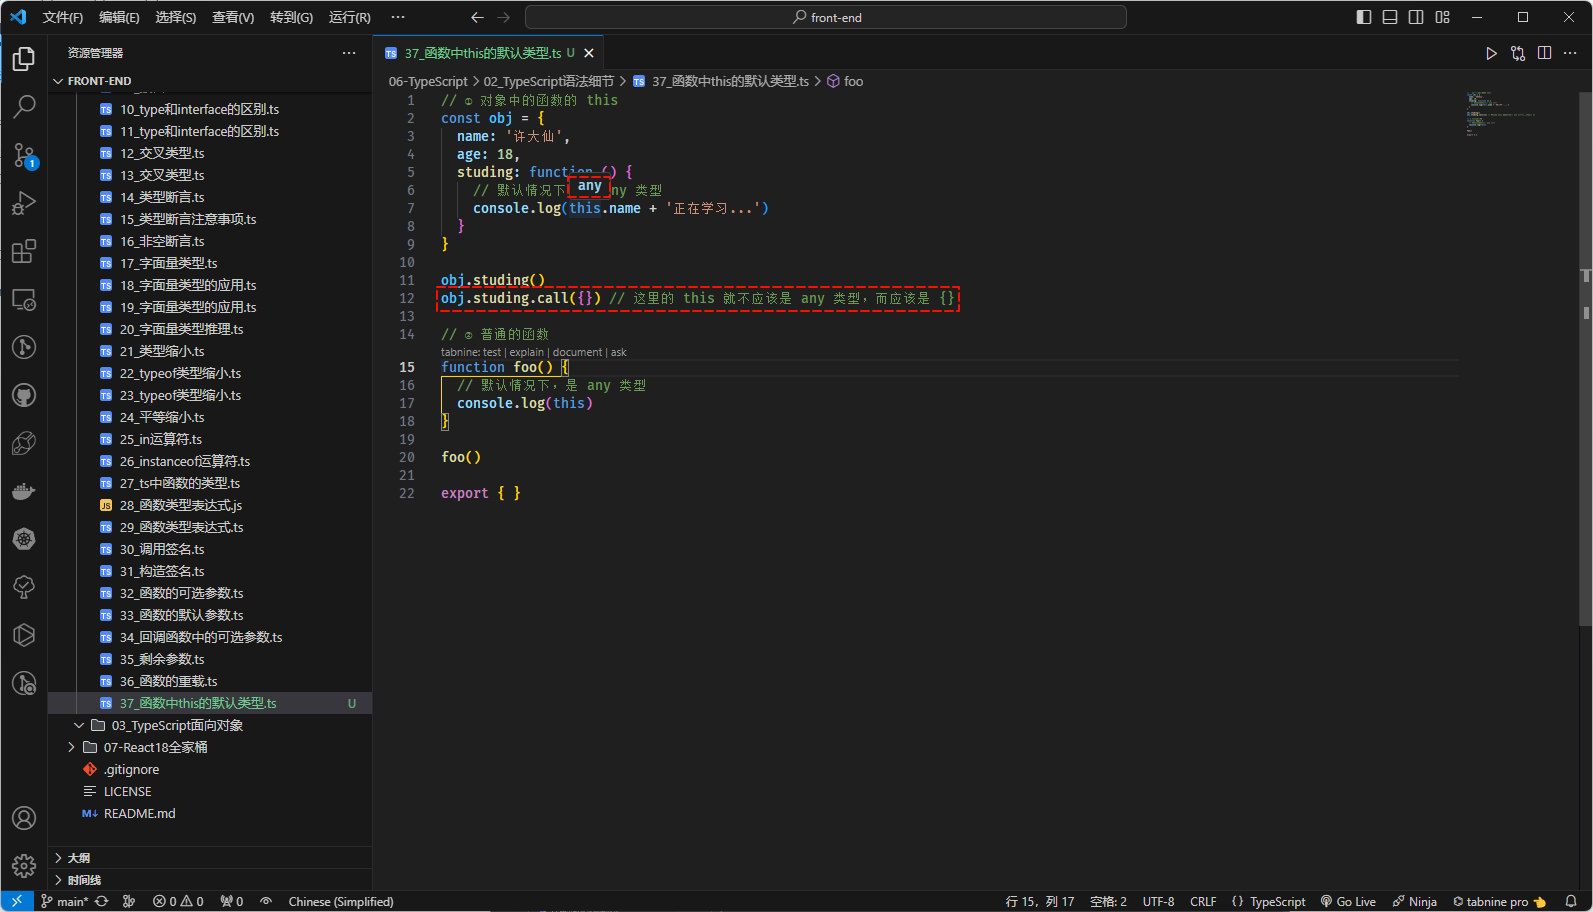 文件(F) 编辑(E) 选择(S) 查看(V) 转到(G) 运行(R) ··· front-end
资源管理器 ···
FRONT-END
10_type和interface的区别.ts
11_type和interface的区别.ts
12_交叉类型.ts
13_交叉类型.ts
14_类型断言.ts
15_类型断言注意事项.ts
16_非空断言.ts
17_字面量类型.ts
18_字面量类型的应用.ts
19_字面量类型的应用.ts
20_字面量类型推理.ts
21_类型缩小.ts
22_typeof类型缩小.ts
23_typeof类型缩小.ts
24_平等缩小.ts
25_in运算符.ts
26_instanceof运算符.ts
27_ts中函数的类型.ts
28_函数类型表达式.js
29_函数类型表达式.ts
30_调用签名.ts
31_构造签名.ts
32_函数的可选参数.ts
33_函数的默认参数.ts
34_回调函数中的可选参数.ts
35_剩余参数.ts
36_函数的重载.ts
37_函数中this的默认类型.ts U
03_TypeScript面向对象
07-React18全家桶
.gitignore
LICENSE
README.md
大纲
时间线
TS 37_函数中this的默认类型.ts U
06-TypeScript > 02_TypeScript语法细节 > TS 37_函数中this的默认类型.ts > foo
1 // ① 对象中的函数的 this
2 const obj = {
3 name: '许大仙',
4 age: 18,
5 studing: function () {
any
6 // 默认情况下 ny 类型
7 console.log(this.name + '正在学习...')
8 }
9 }
10
11 obj.studing()
12 obj.studing.call({}) // 这里的 this 就不应该是 any 类型，而应该是 {}
13
14 // ② 普通的函数
tabnine: test | explain | document | ask
15 function foo() {
16 // 默认情况下，是 any 类型
17 console.log(this)
18 }
19
20 foo()
21
22 export { }
main* 0 0 0 Chinese (Simplified) 行 15，列 17 空格: 2 UTF-8 CRLF {} TypeScript Go Live Ninja tabnine pro